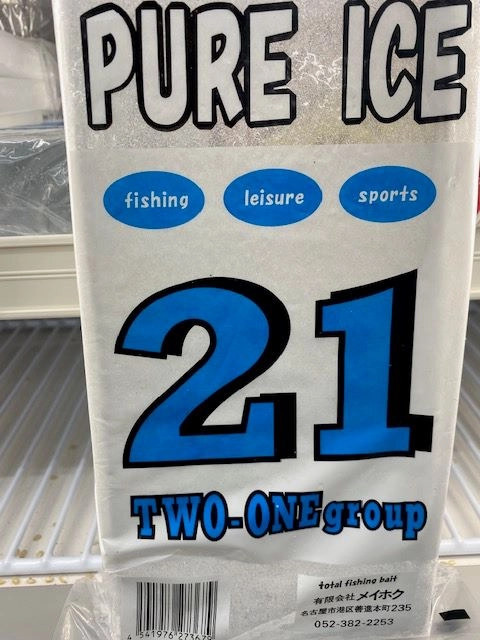 PURE ICE
fishing leisure sports
21
TWO-ONE group
total fishing bait
有限会社 メイホク
名古屋市港区善進本町235
052-382-2253